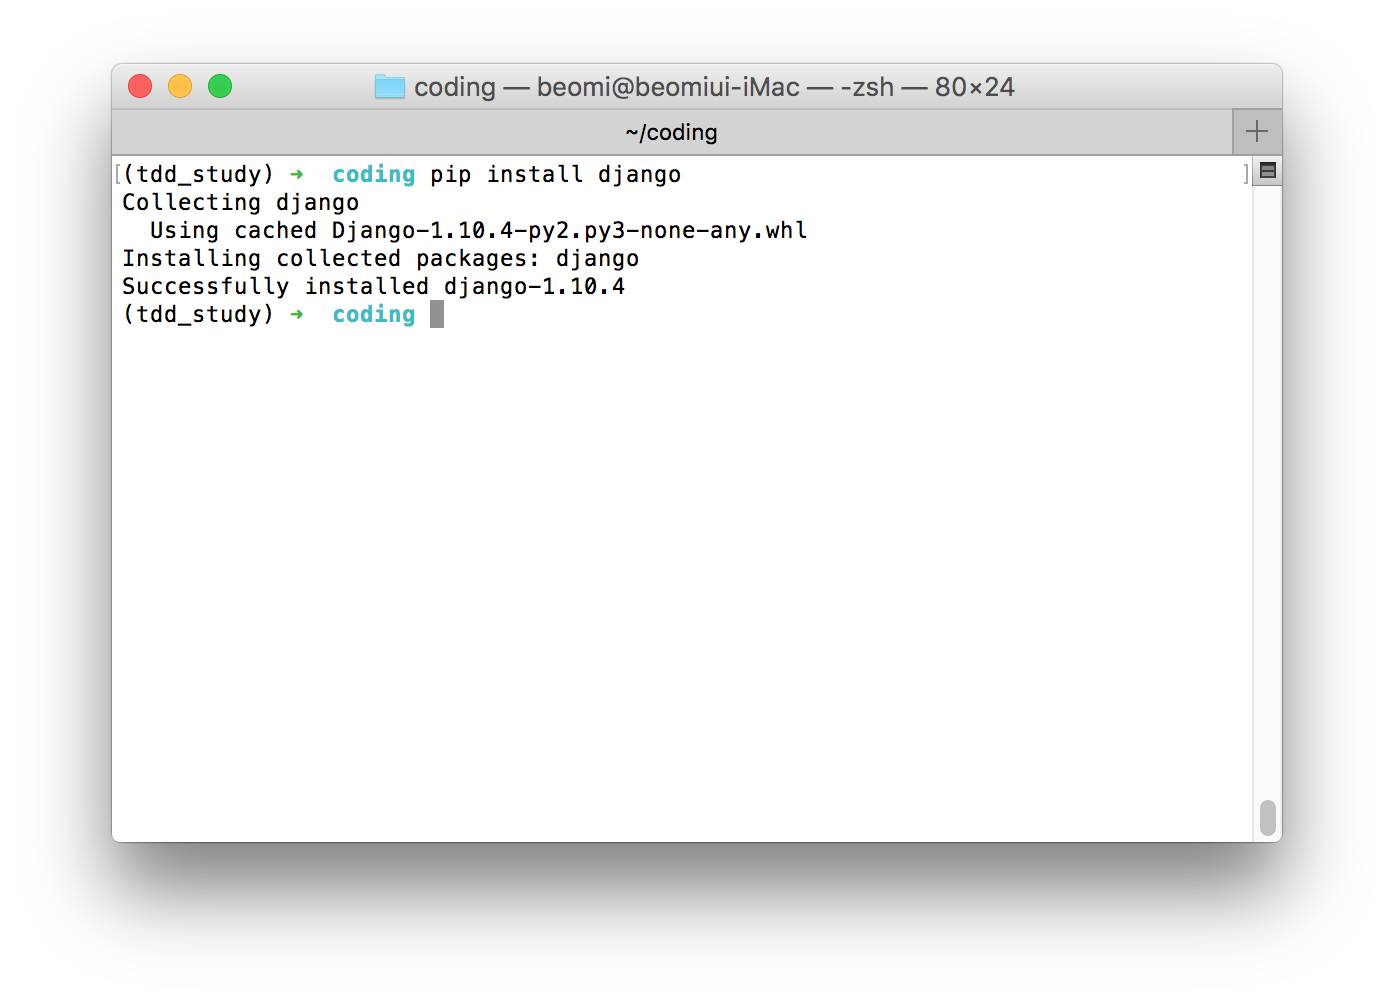 coding — beomi@beomiui-iMac — -zsh — 80×24
~/coding
[(tdd_study) ➜  coding pip install django ]
Collecting django
  Using cached Django-1.10.4-py2.py3-none-any.whl
Installing collected packages: django
Successfully installed django-1.10.4
(tdd_study) ➜  coding